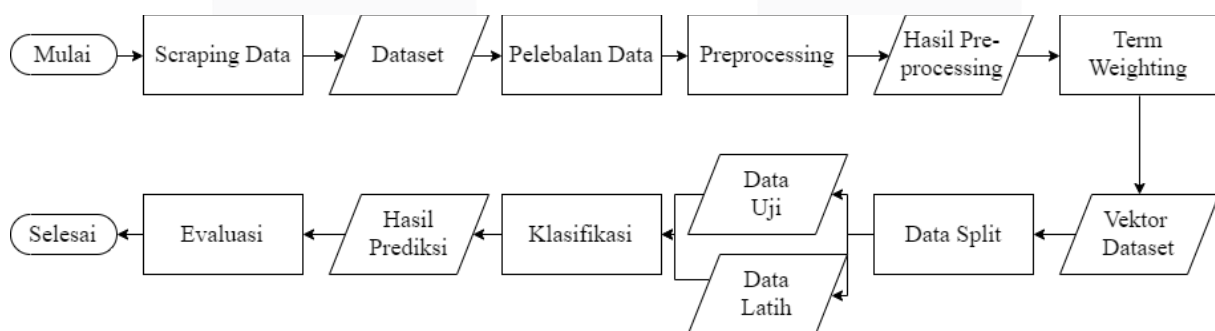 Mulai
Scraping Data
Dataset
Pelebalan Data
Preprocessing
Hasil Pre-
processing
Term
Weighting
Vektor
Dataset
Data Split
Data
Uji
Data
Latih
Klasifikasi
Hasil
Prediksi
Evaluasi
Selesai